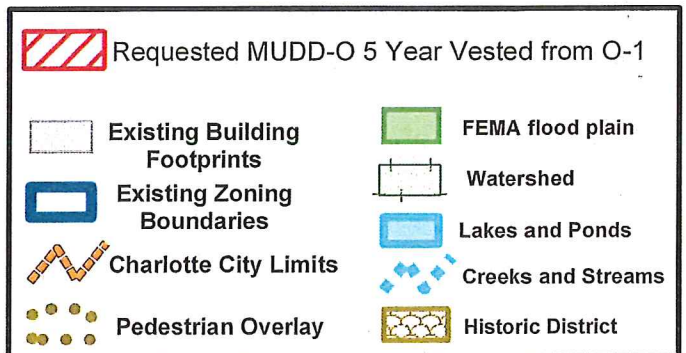 Requested MUDD-O 5 Year Vested from O-1
Existing Building
Footprints
Existing Zoning
Boundaries
Charlotte City Limits
Pedestrian Overlay
FEMA flood plain
Watershed
Lakes and Ponds
Creeks and Streams
Historic District